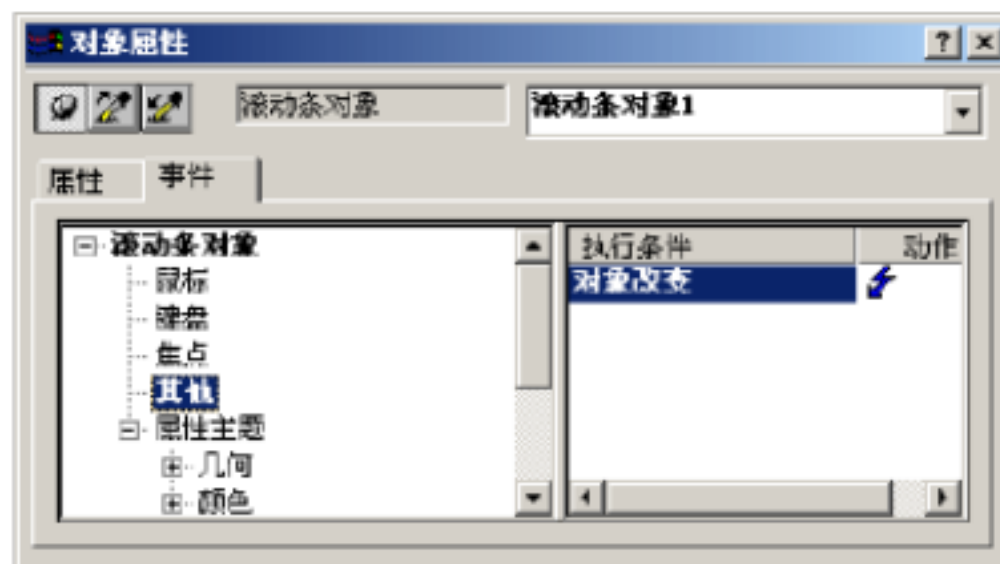 对象属性
滚动条对象
滚动条对象1
属性 事件
滚动条对象
鼠标
键盘
焦点
其他
属性主题
几何
颜色
执行条件 动作
对象改变